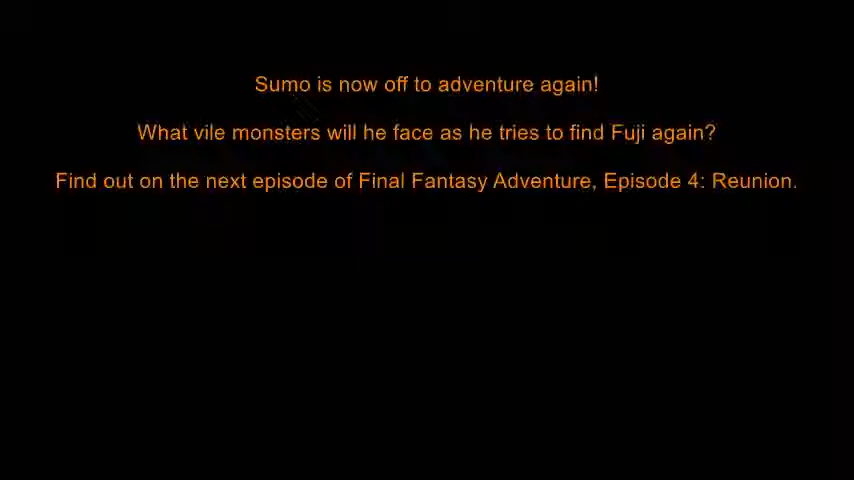 Sumo is now off to adventure again!
What vile monsters will he face as he tries to find Fuji again?
Find out on the next episode of Final Fantasy Adventure, Episode 4: Reunion.